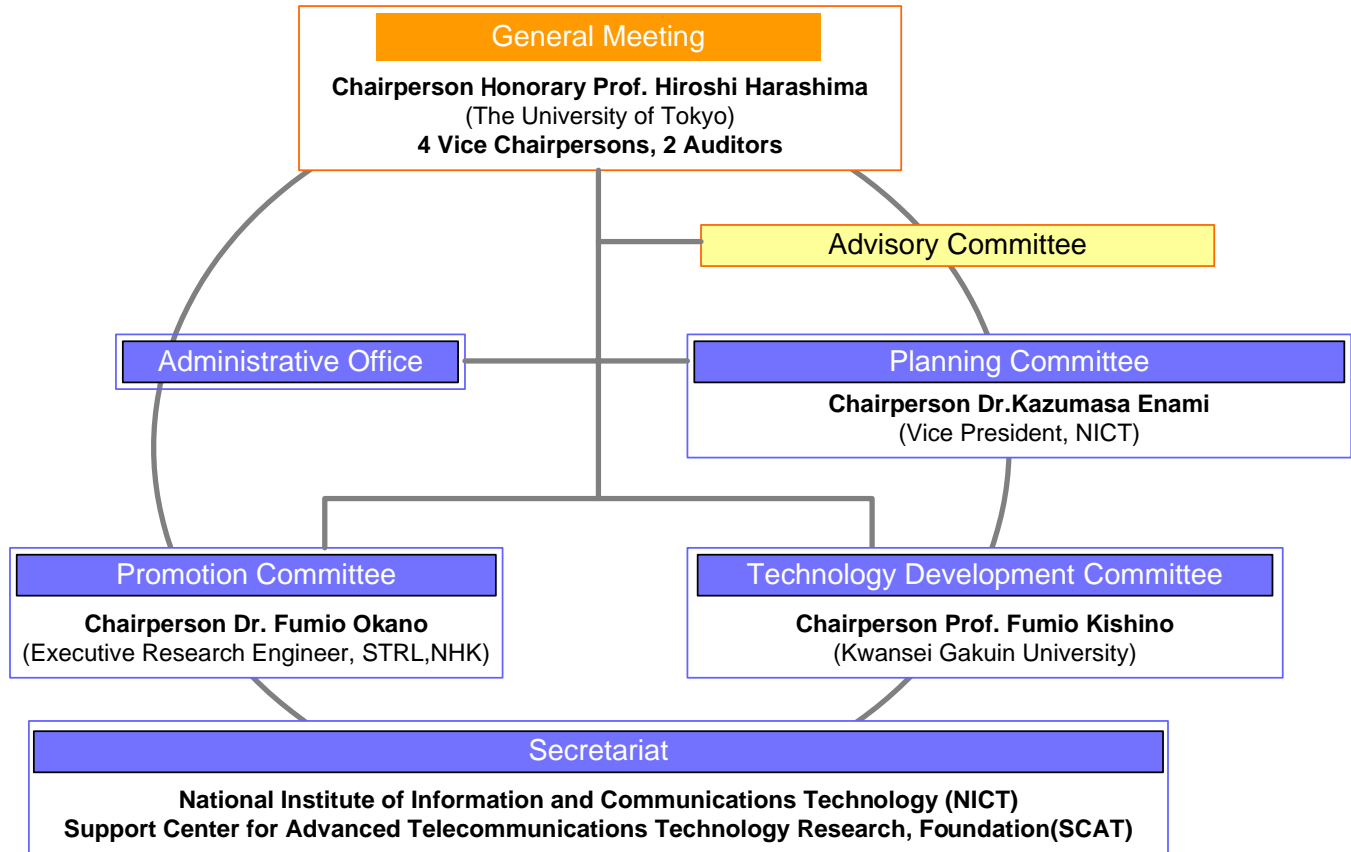 General Meeting
Chairperson Honorary Prof. Hiroshi Harashima
(The University of Tokyo)
4 Vice Chairpersons, 2 Auditors
Advisory Committee
Administrative Office
Planning Committee
Chairperson Dr.Kazumasa Enami
(Vice President, NICT)
Promotion Committee
Chairperson Dr. Fumio Okano
(Executive Research Engineer, STRL,NHK)
Technology Development Committee
Chairperson Prof. Fumio Kishino
(Kwansei Gakuin University)
Secretariat
National Institute of Information and Communications Technology (NICT)
Support Center for Advanced Telecommunications Technology Research, Foundation(SCAT)